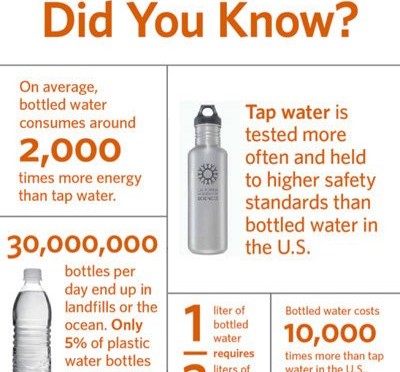 Did You Know?
On average,
bottled water
consumes around
2,000
times more energy
than tap water.
Tap water is
tested more
often and held
to higher safety
standards than
bottled water in
the U.S.
30,000,000
bottles per
day end up in
landfills or the
ocean. Only
5% of plastic
water bottles
1
liter of
bottled
water
requires
liters of
Bottled water costs
10,000
times more than tap
water in the U.S.